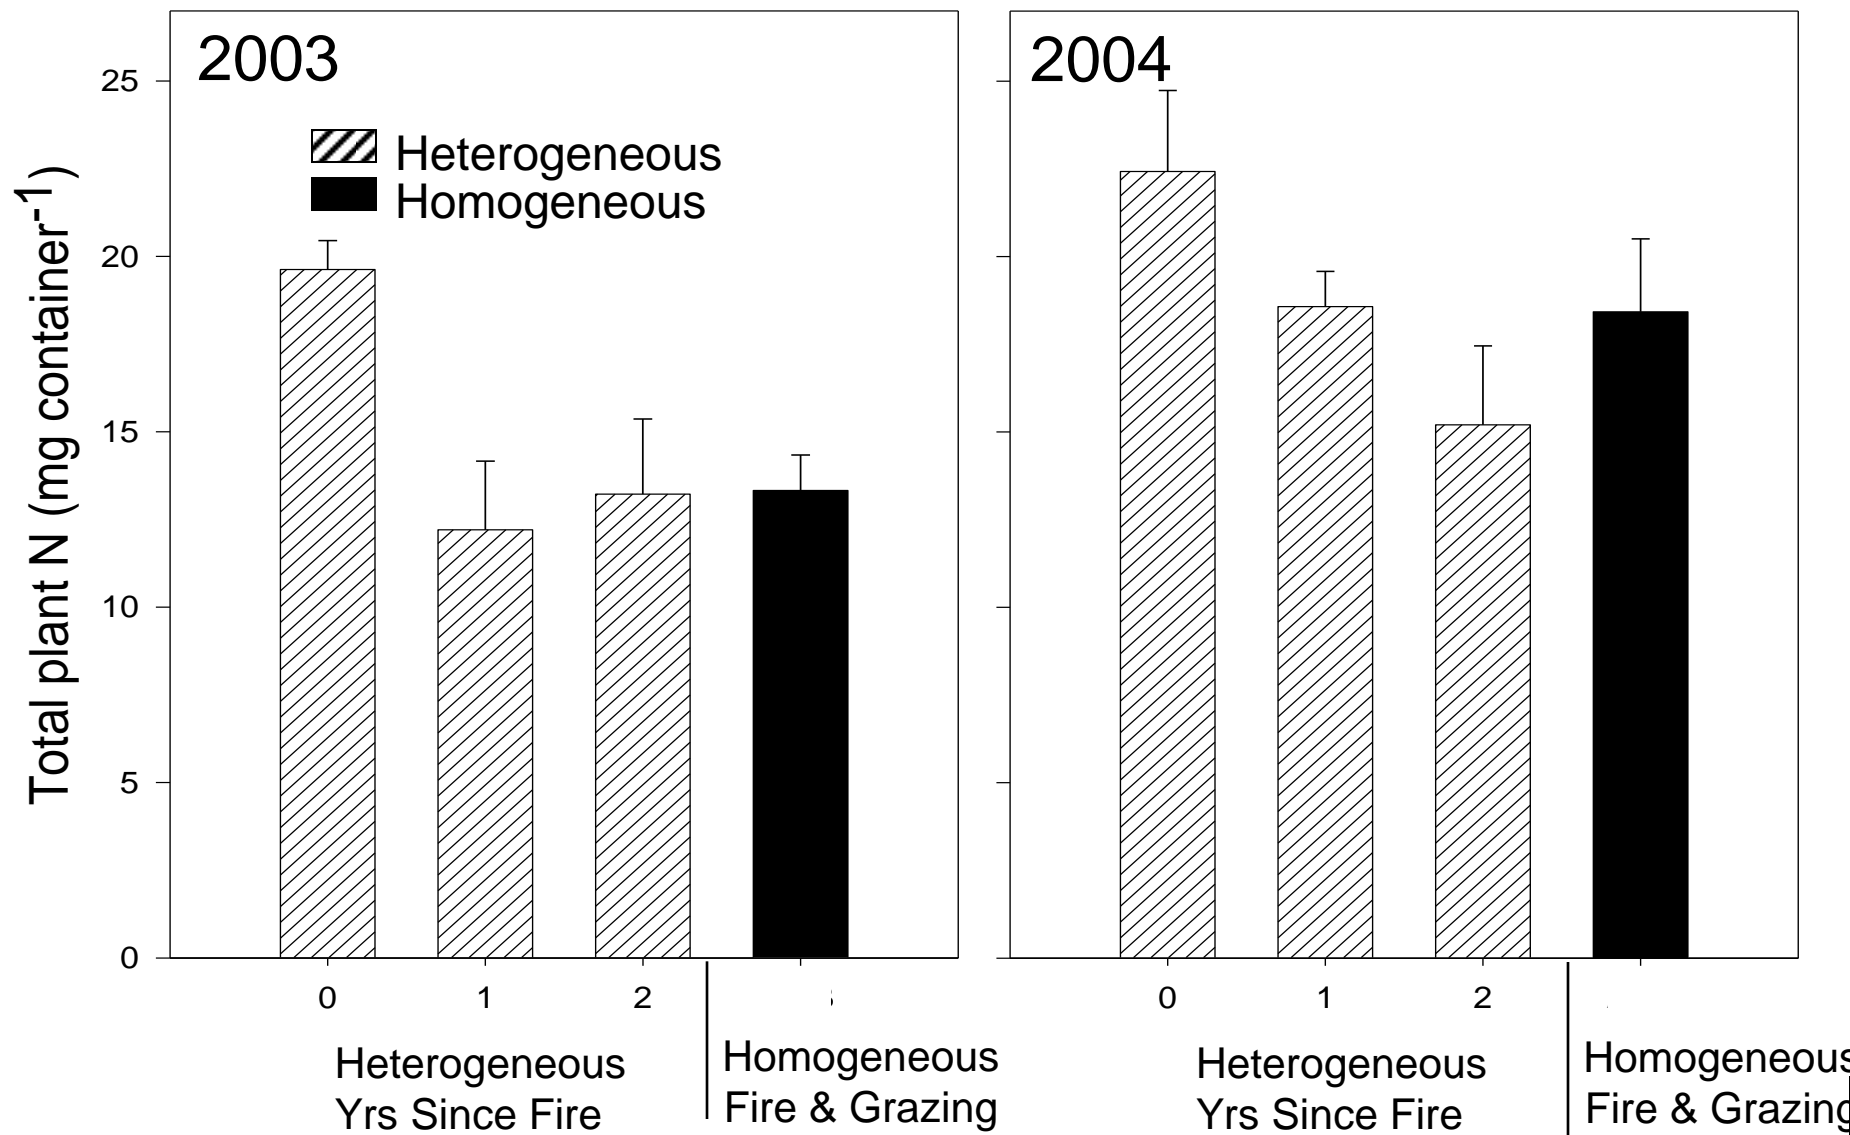 2003
2004
Heterogeneous
Homogeneous
Total plant N (mg container-1)
25
20
15
10
5
0
0 1 2
0 1 2
Heterogeneous
Yrs Since Fire
Homogeneous
Fire & Grazing
Heterogeneous
Yrs Since Fire
Homogeneous
Fire & Grazing